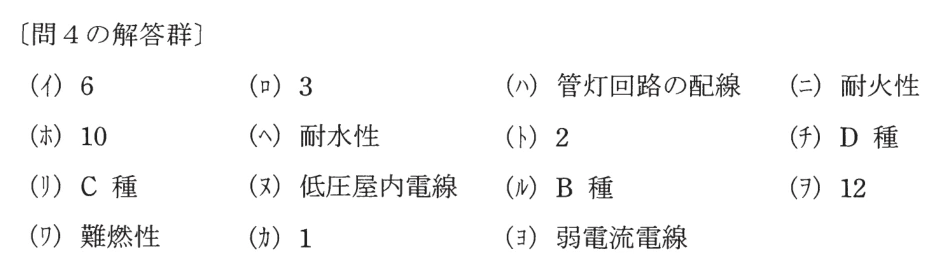 〔問4の解答群〕
(イ) 6 (ロ) 3 (ハ) 管灯回路の配線 (ニ) 耐火性
(ホ) 10 (ヘ) 耐水性 (ト) 2 (チ) D 種
(リ) C 種 (ヌ) 低圧屋内電線 (ル) B 種 (ヲ) 12
(ワ) 難燃性 (カ) 1 (ヨ) 弱電流電線